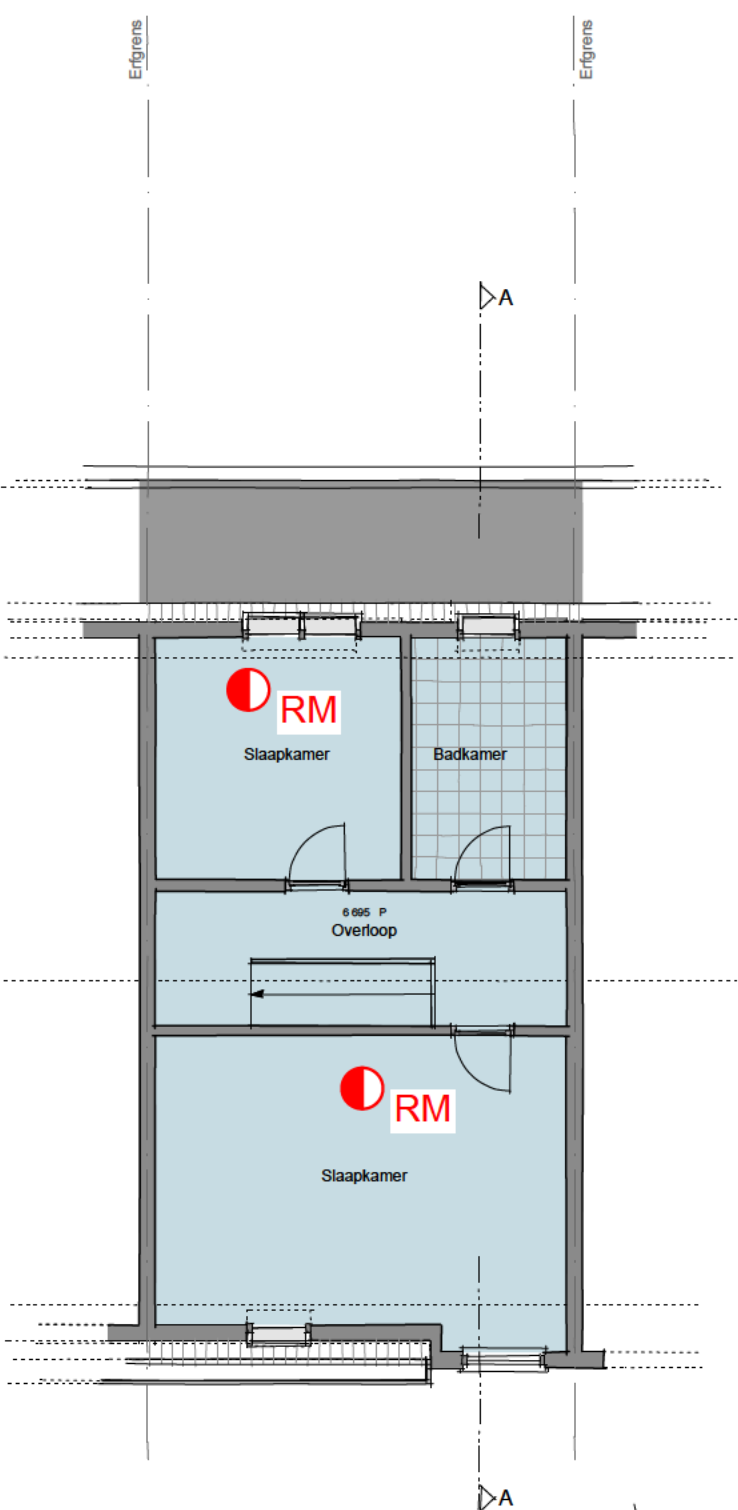 Erfgrens
Erfgrens
A
RM
Slaapkamer
Badkamer
6 695 P
Overloop
RM
Slaapkamer
A